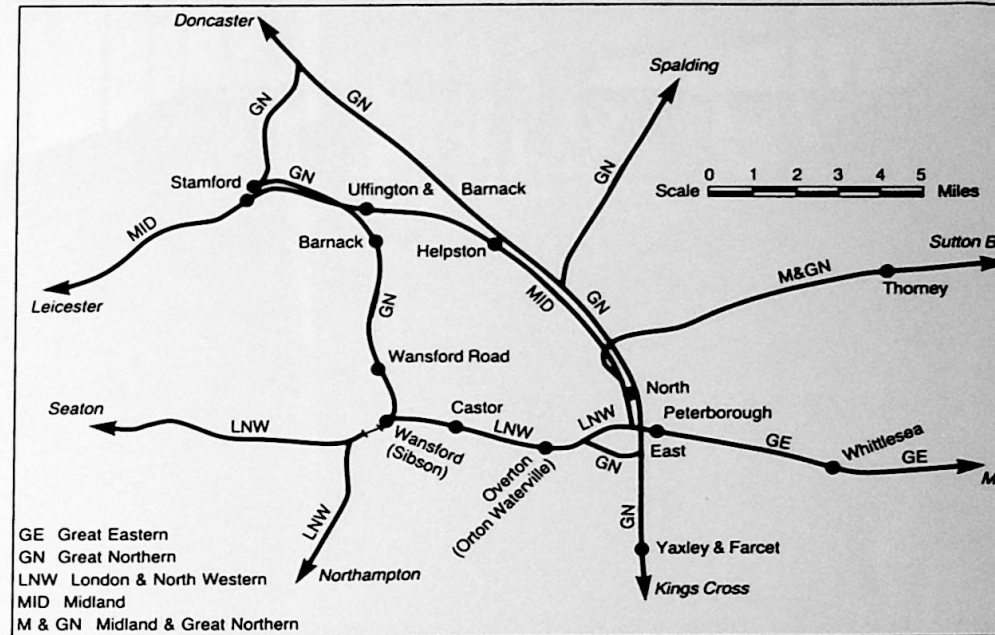 Doncaster
Spalding
GN
GN
GN
GN
Stamford
Uffington &
Barnack
Scale 0 1 2 3 4 5 Miles
MID
Barnack
Helpston
GN
Sutton B
M&GN
Thorney
Leicester
MID
GN
Wansford Road
North
Seaton
Castor
LNW
Peterborough
LNW
LNW
Wansford
(Sibson)
East
GE
Whittlesea
GN
Overton
(Orton Waterville)
GE
M
GN
LNW
Yaxley & Farcet
Northampton
Kings Cross
GE Great Eastern
GN Great Northern
LNW London & North Western
MID Midland
M & GN Midland & Great Northern